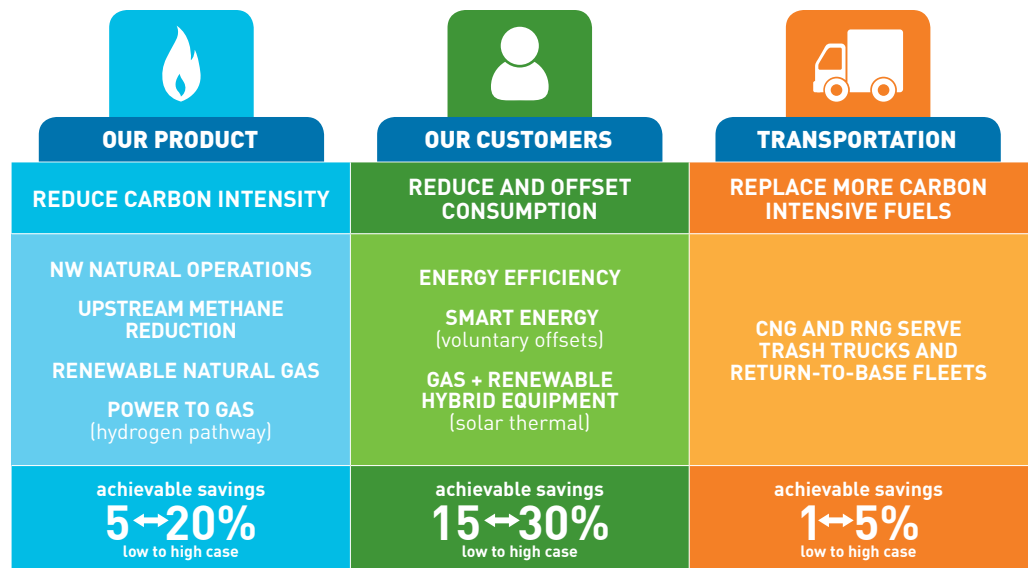 OUR PRODUCT
REDUCE CARBON INTENSITY
NW NATURAL OPERATIONS
UPSTREAM METHANE
REDUCTION
RENEWABLE NATURAL GAS
POWER TO GAS
(hydrogen pathway)
achievable savings
5↔20%
low to high case
OUR CUSTOMERS
REDUCE AND OFFSET
CONSUMPTION
ENERGY EFFICIENCY
SMART ENERGY
(voluntary offsets)
GAS + RENEWABLE
HYBRID EQUIPMENT
(solar thermal)
achievable savings
15↔30%
low to high case
TRANSPORTATION
REPLACE MORE CARBON
INTENSIVE FUELS
CNG AND RNG SERVE
TRASH TRUCKS AND
RETURN-TO-BASE FLEETS
achievable savings
1↔5%
low to high case